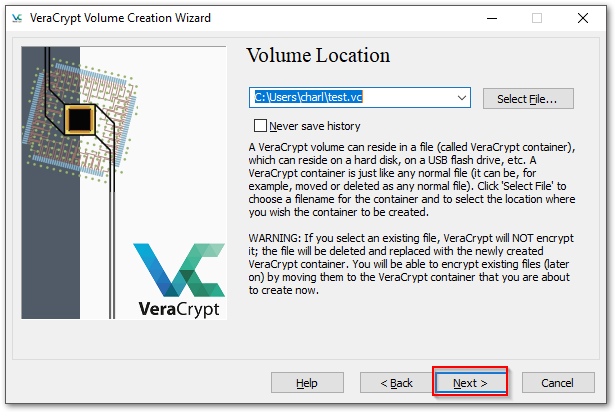 VeraCrypt Volume Creation Wizard
Volume Location
C:\Users\charl\test.vc
Select File...
Never save history
A VeraCrypt volume can reside in a file (called VeraCrypt container),
which can reside on a hard disk, on a USB flash drive, etc. A
VeraCrypt container is just like any normal file (it can be, for
example, moved or deleted as any normal file). Click 'Select File' to
choose a filename for the container and to select the location where
you wish the container to be created.
WARNING: If you select an existing file, VeraCrypt will NOT encrypt
it; the file will be deleted and replaced with the newly created
VeraCrypt container. You will be able to encrypt existing files (later
on) by moving them to the VeraCrypt container that you are about
to create now.
VeraCrypt
Help
< Back
Next >
Cancel